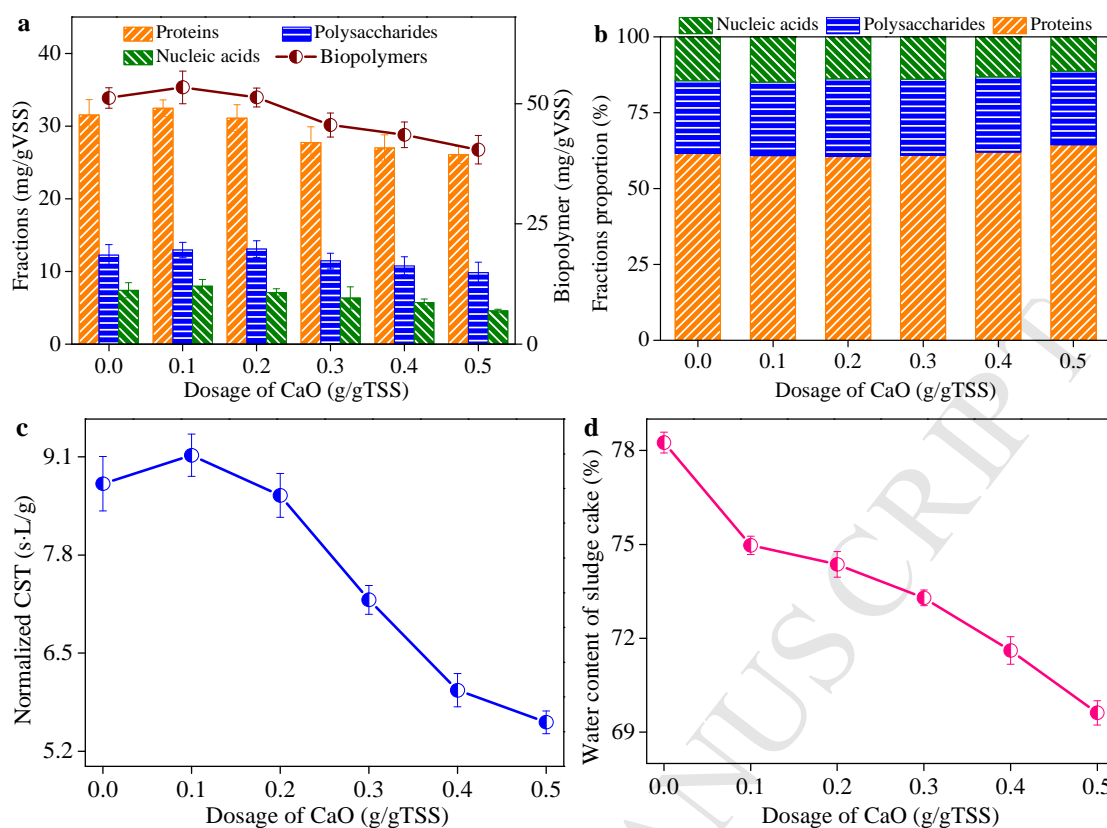 a
Proteins
Polysaccharides
Nucleic acids
Biopolymers
Fractions (mg/gVSS)
40
30
20
10
0
Biopolymer (mg/gVSS)
50
25
0
0.0 0.1 0.2 0.3 0.4 0.5
Dosage of CaO (g/gTSS)
b
Nucleic acids Polysaccharides Proteins
Fractions proportion (%)
100
75
50
25
0
0.0 0.1 0.2 0.3 0.4 0.5
Dosage of CaO (g/gTSS)
c
Normalized CST (s·L/g)
9.1
7.8
6.5
5.2
0.0 0.1 0.2 0.3 0.4 0.5
Dosage of CaO (g/gTSS)
d
Water content of sludge cake (%)
78
75
72
69
0.0 0.1 0.2 0.3 0.4 0.5
Dosage of CaO (g/gTSS)
ANUSCRIPT